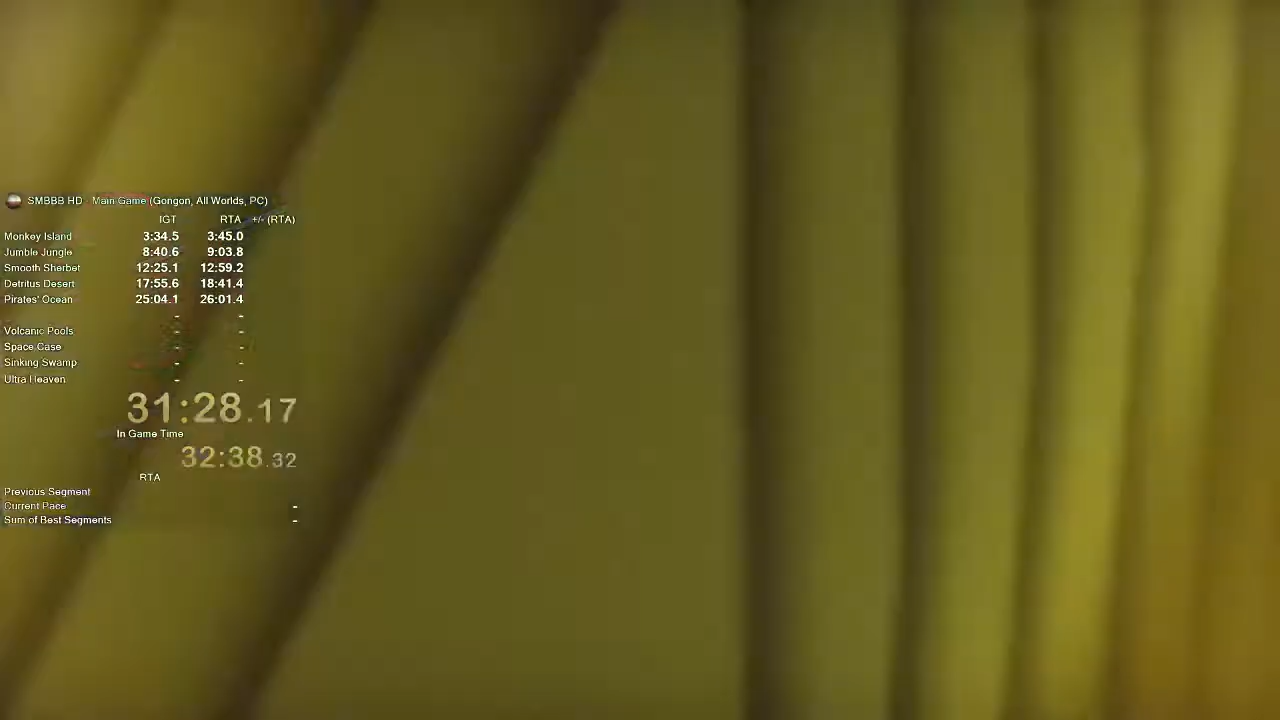 SMBBB HD - Main Game (Gongon, All Worlds, PC)
IGT RTA +/- (RTA)
Monkey Island 3:34.5 3:45.0
Jumble Jungle 8:40.6 9:03.8
Smooth Sherbet 12:25.1 12:59.2
Detritus Desert 17:55.6 18:41.4
Pirates' Ocean 25:04.1 26:01.4
- -
Volcanic Pools - -
Space Case - -
Sinking Swamp - -
Ultra Heaven - -
31:28.17
In Game Time
32:38.32
RTA
Previous Segment
Current Pace -
Sum of Best Segments -